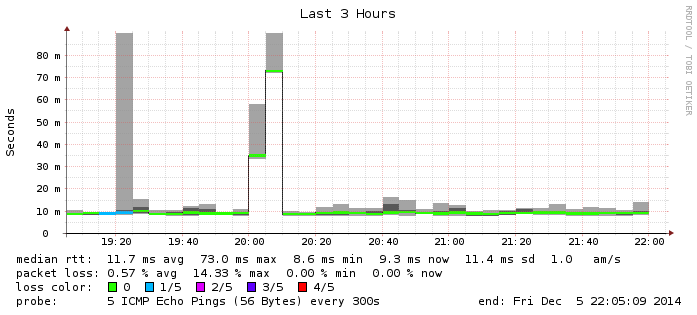 Last 3 Hours
RRDTOOL / TOBI OETIKER
Seconds
80 m
70 m
60 m
50 m
40 m
30 m
20 m
10 m
0
19:20 19:40 20:00 20:20 20:40 21:00 21:20 21:40 22:00
median rtt: 11.7 ms avg 73.0 ms max 8.6 ms min 9.3 ms now 11.4 ms sd 1.0 am/s
packet loss: 0.57 % avg 14.33 % max 0.00 % min 0.00 % now
loss color: 0 1/5 2/5 3/5 4/5
probe: 5 ICMP Echo Pings (56 Bytes) every 300s end: Fri Dec 5 22:05:09 2014